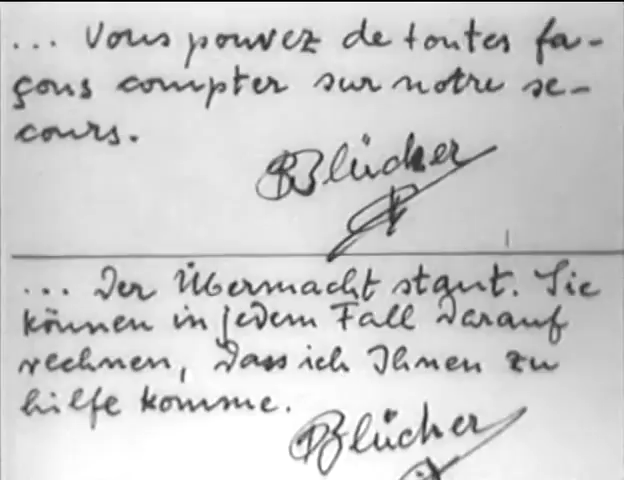 ... Vous pouvez de toutes fa-
çons compter sur notre se-
cours.
Blücher
... Der Übermacht
Sie
können in jedem Fall darauf
rechnen, dass ich Ihnen zu
hilfe komme.
Blücher